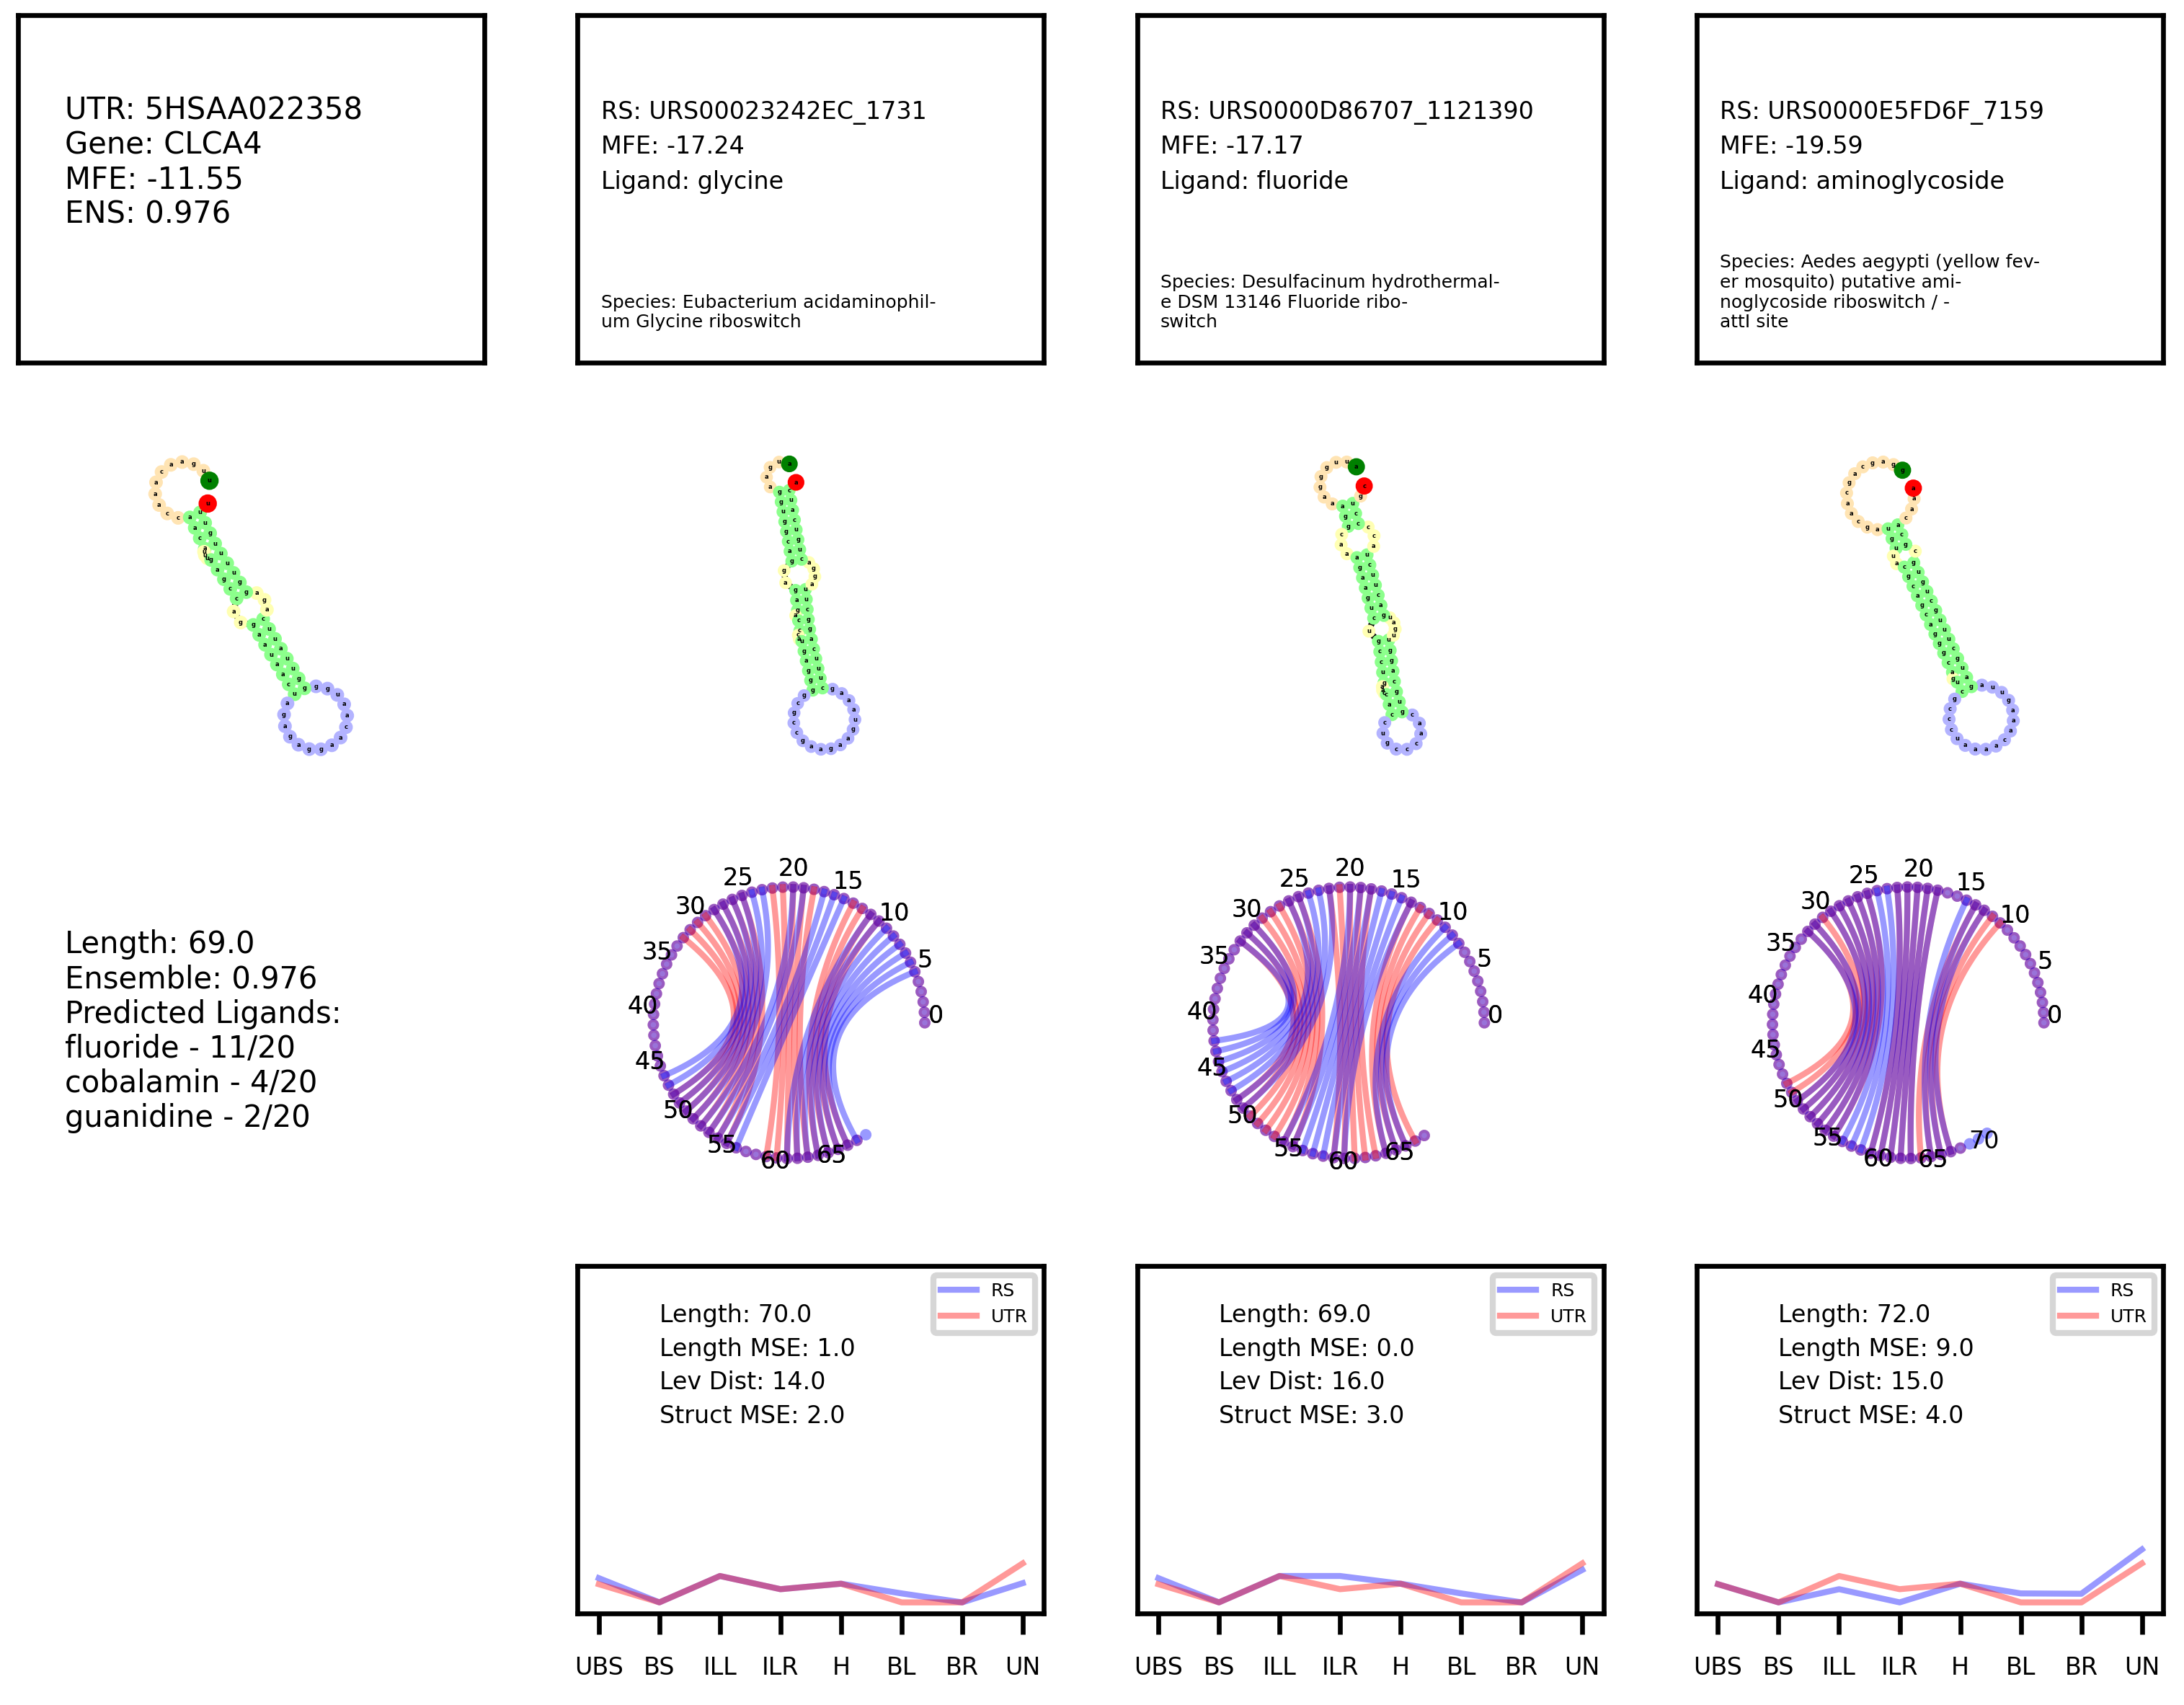 UTR: 5HSAA022358
Gene: CLCA4
MFE: -11.55
ENS: 0.976
RS: URS00023242EC_1731
MFE: -17.24
Ligand: glycine
Species: Eubacterium acidaminophil-
um Glycine riboswitch
RS: URS0000D86707_1121390
MFE: -17.17
Ligand: fluoride
Species: Desulfacinum hydrothermal-
e DSM 13146 Fluoride ribo-
switch
RS: URS0000E5FD6F_7159
MFE: -19.59
Ligand: aminoglycoside
Species: Aedes aegypti (yellow fev-
er mosquito) putative ami-
noglycoside riboswitch / -
attI site
Length: 69.0
Ensemble: 0.976
Predicted Ligands:
fluoride - 11/20
cobalamin - 4/20
guanidine - 2/20
0 5 10 15 20 25 30 35 40 45 50 55 60 65
0 5 10 15 20 25 30 35 40 45 50 55 60 65
0 5 10 15 20 25 30 35 40 45 50 55 60 65 70
RS
UTR
Length: 70.0
Length MSE: 1.0
Lev Dist: 14.0
Struct MSE: 2.0
UBS BS ILL ILR H BL BR UN
RS
UTR
Length: 69.0
Length MSE: 0.0
Lev Dist: 16.0
Struct MSE: 3.0
UBS BS ILL ILR H BL BR UN
RS
UTR
Length: 72.0
Length MSE: 9.0
Lev Dist: 15.0
Struct MSE: 4.0
UBS BS ILL ILR H BL BR UN